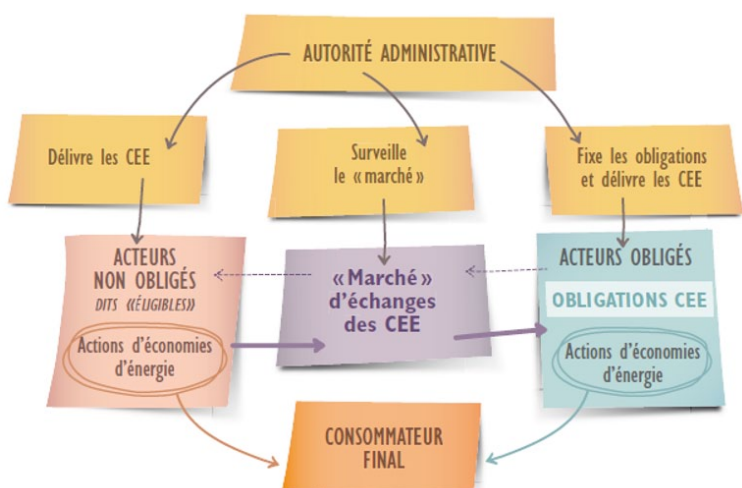 AUTORITÉ ADMINISTRATIVE
Délivre les CEE
Surveille
le « marché »
Fixe les obligations
et délivre les CEE
ACTEURS
NON OBLIGÉS
DITS «ÉLIGIBLES»
Actions d'économies
d'énergie
« Marché »
d'échanges
des CEE
ACTEURS OBLIGÉS
OBLIGATIONS CEE
Actions d'économies
d'énergie
CONSOMMATEUR
FINAL